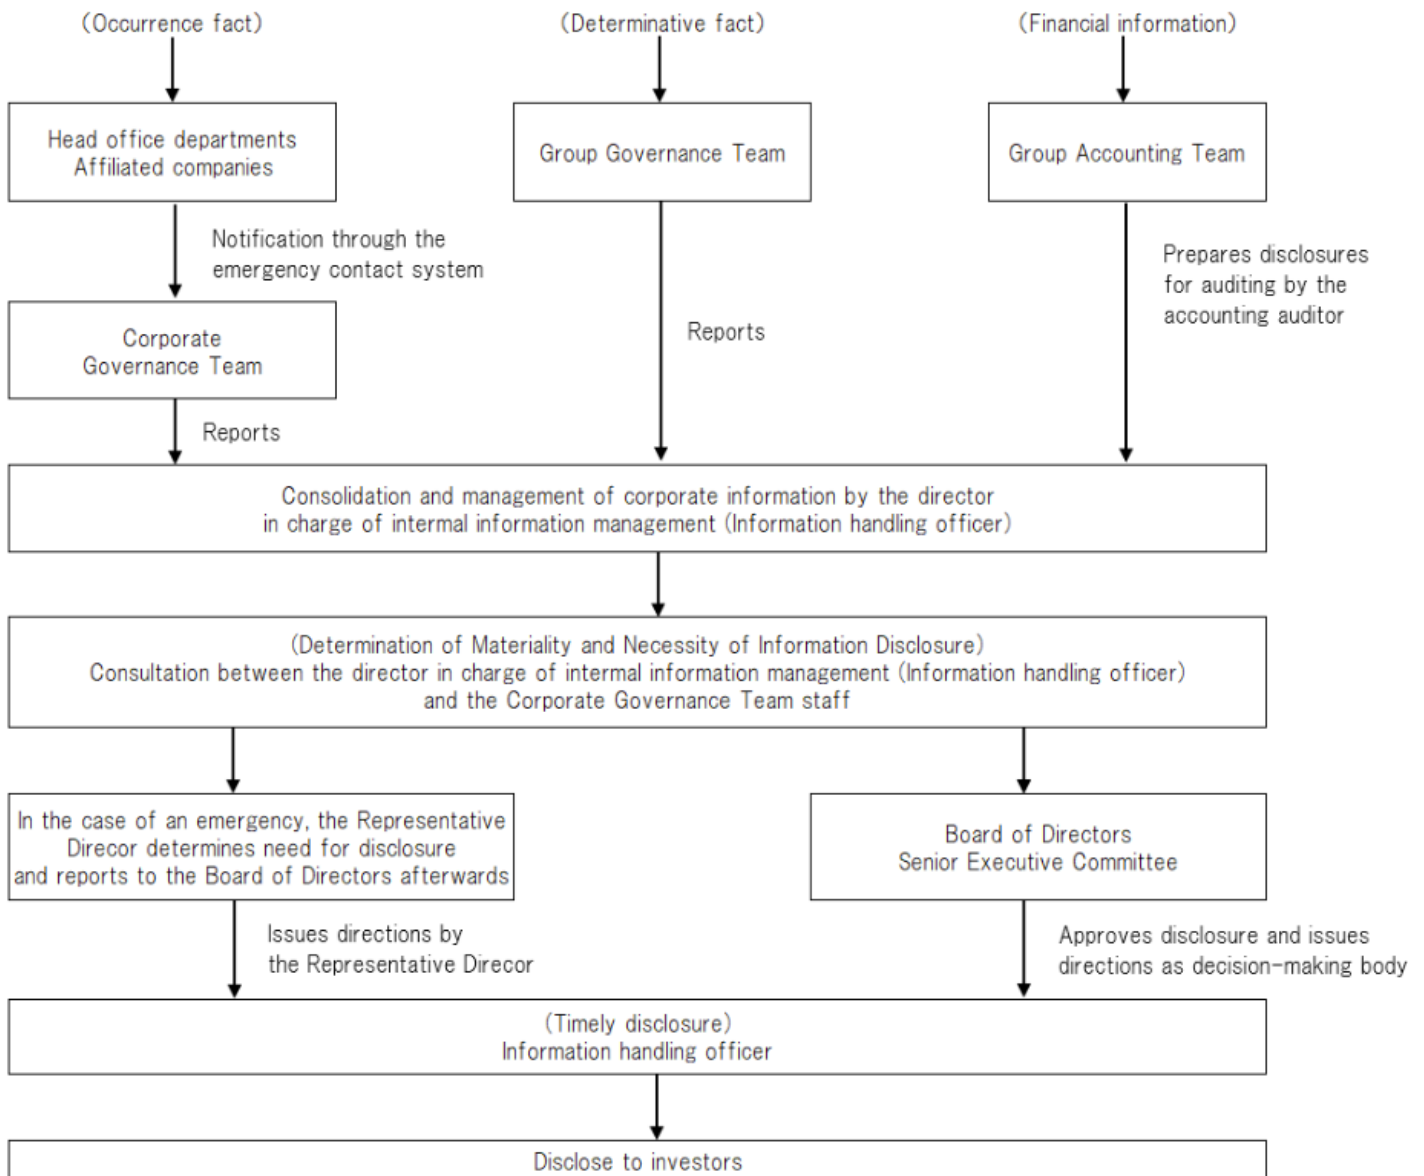 (Occurrence fact)
(Determinative fact)
(Financial information)
Head office departments
Affiliated companies
Group Governance Team
Group Accounting Team
Notification through the
emergency contact system
Prepares disclosures
for auditing by the
accounting auditor
Corporate
Governance Team
Reports
Reports
Consolidation and management of corporate information by the director
in charge of intermal information management (Information handling officer)
(Determination of Materiality and Necessity of Information Disclosure)
Consultation between the director in charge of intermal information management (Information handling officer)
and the Corporate Governance Team staff
In the case of an emergency, the Representative
Direcor determines need for disclosure
and reports to the Board of Directors afterwards
Board of Directors
Senior Executive Committee
Issues directions by
the Representative Direcor
Approves disclosure and issues
directions as decision-making body
(Timely disclosure)
Information handling officer
Disclose to investors